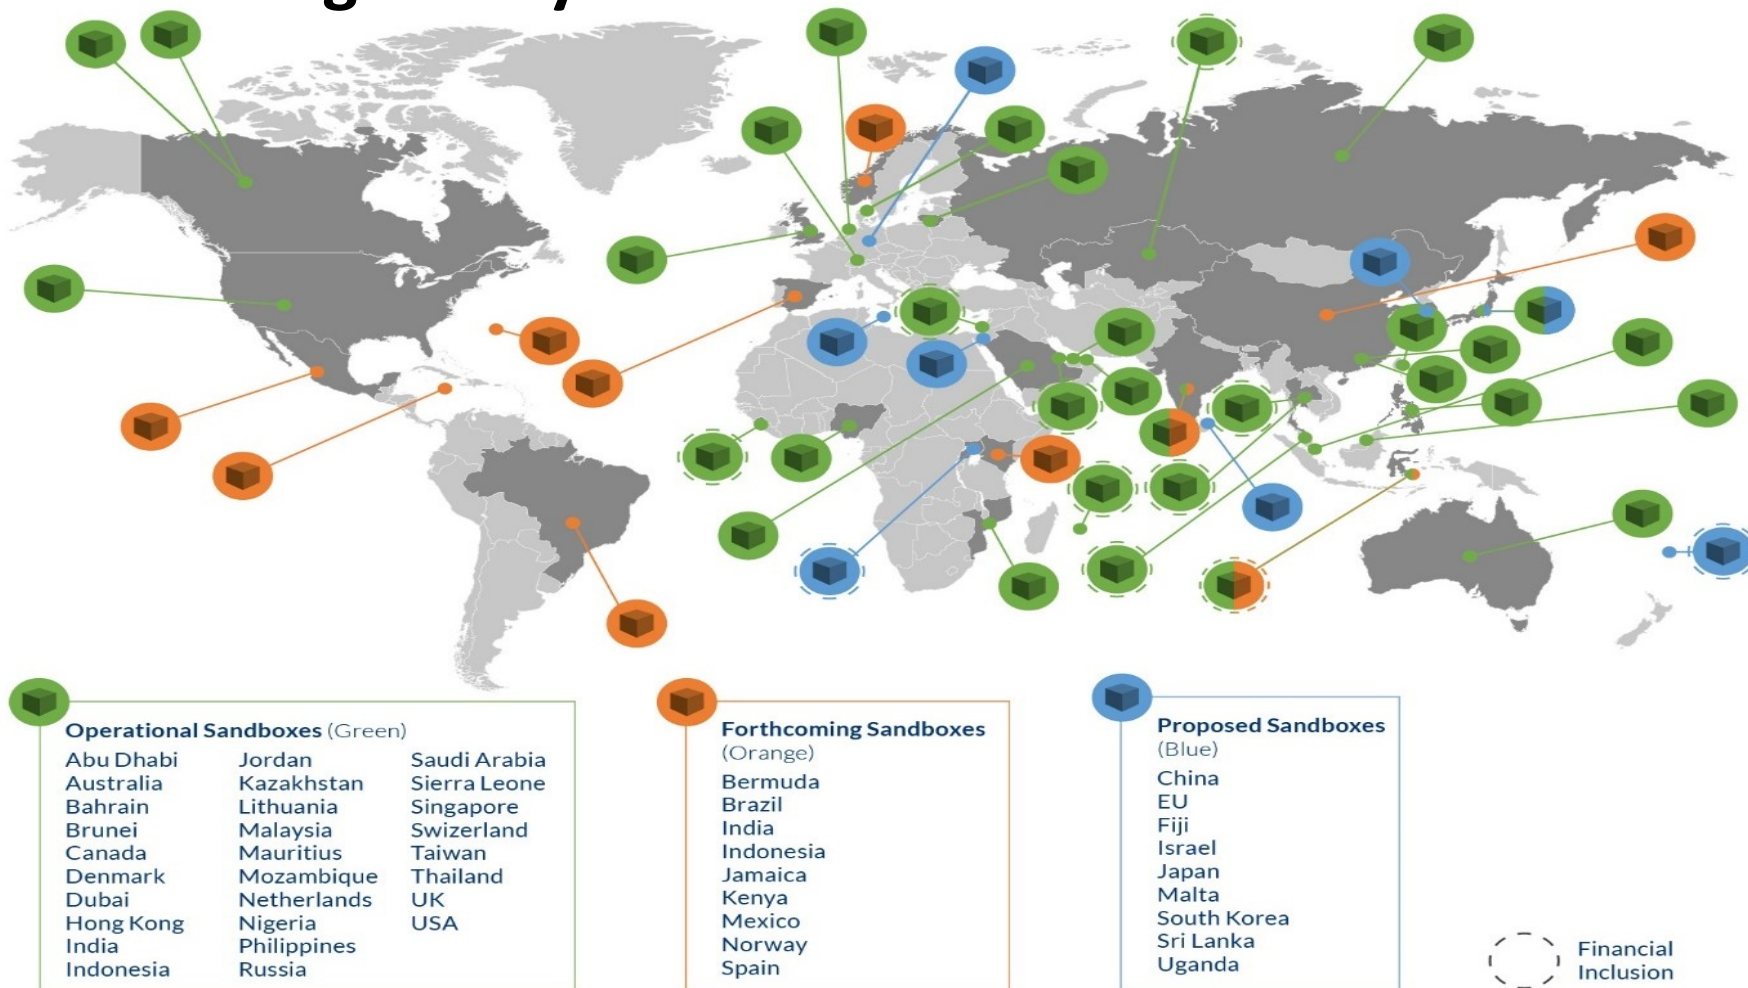 Operational Sandboxes (Green)
Abu Dhabi
Australia
Bahrain
Brunei
Canada
Denmark
Dubai
Hong Kong
India
Indonesia
Jordan
Kazakhstan
Lithuania
Malaysia
Mauritius
Mozambique
Netherlands
Nigeria
Philippines
Russia
Saudi Arabia
Sierra Leone
Singapore
Swizerland
Taiwan
Thailand
UK
USA
Forthcoming Sandboxes
(Orange)
Bermuda
Brazil
India
Indonesia
Jamaica
Kenya
Mexico
Norway
Spain
Proposed Sandboxes
(Blue)
China
EU
Fiji
Israel
Japan
Malta
South Korea
Sri Lanka
Uganda
Financial
Inclusion